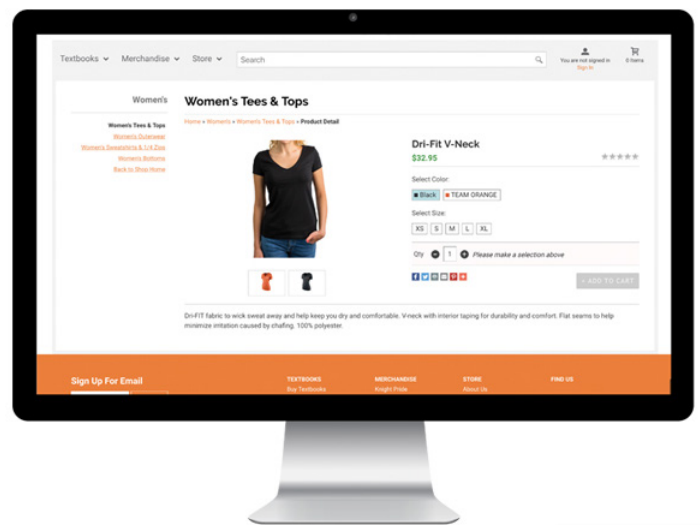 Textbooks Merchandise Store Search You are not signed in 0 Items
Sign In
Women's
Women's Tees & Tops
Home » Women's » Women's Tees & Tops » Product Detail
Women's Tees & Tops
Women's Outerwear
Women's Sweatshirts & 1/4 Zips
Women's Bottoms
Back to Shop Home
Dri-Fit V-Neck
$32.95
Select Color:
Black TEAM ORANGE
Select Size:
XS S M L XL
Qty 1 Please make a selection above
+ ADD TO CART
Dri-FIT fabric to wick sweat away and help keep you dry and comfortable. V-neck with interior taping for durability and comfort. Flat seams to help
minimize irritation caused by chafing. 100% polyester.
Sign Up For Email
TEXTBOOKS MERCHANDISE STORE FIND US
Buy Textbooks Knight Pride About Us